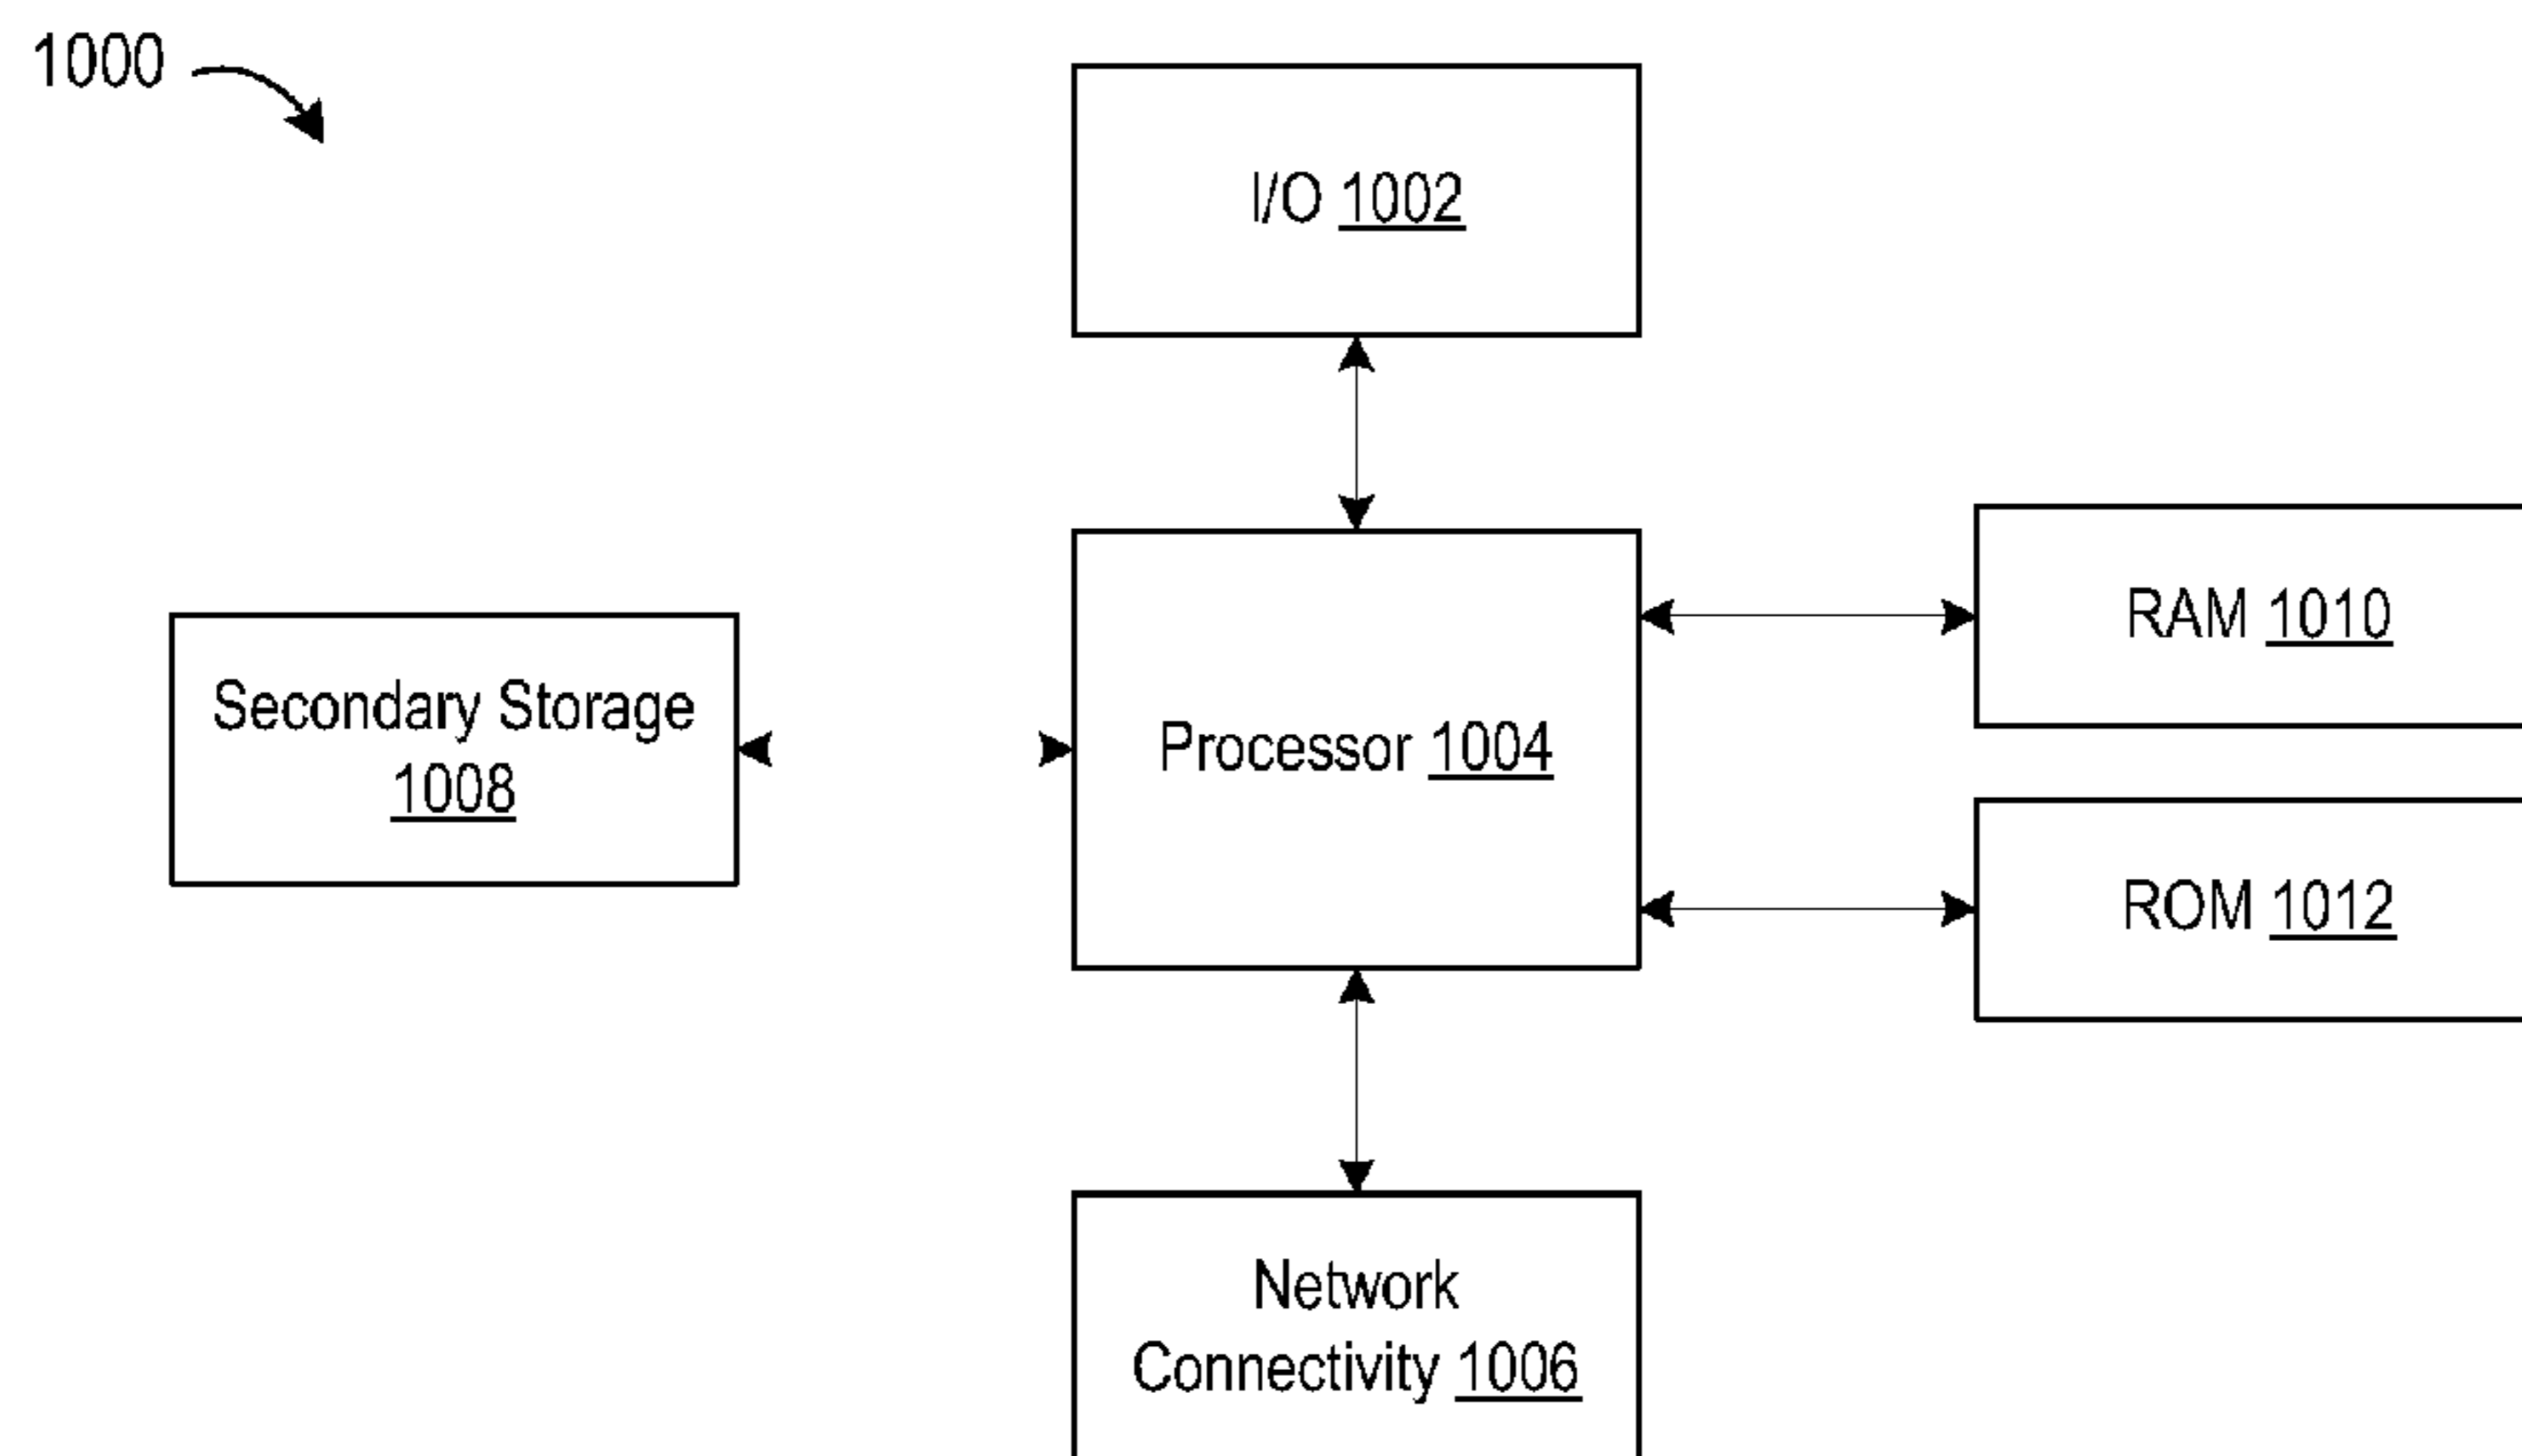 1000
I/O 1002
RAM 1010
Secondary Storage
1008
Processor 1004
ROM 1012
Network
Connectivity 1006